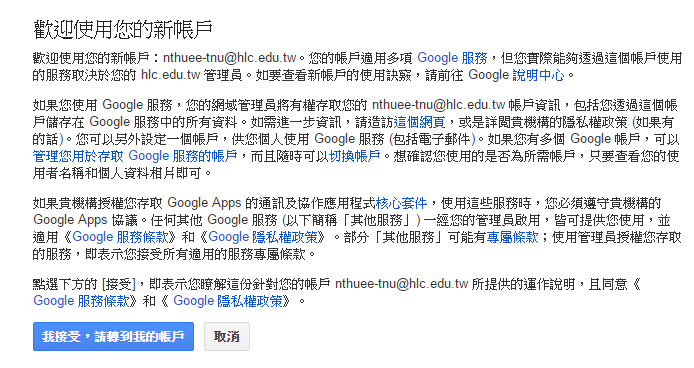 歡迎使用您的新帳戶
歡迎使用您的新帳戶：nthuee-tnu@hlc.edu.tw。您的帳戶適用多項 Google 服務，但您實際能夠透過這個帳戶使用
的服務取決於您的 hlc.edu.tw 管理員。如要查看新帳戶的使用訣竅，請前往 Google 說明中心。
如果您使用 Google 服務，您的網域管理員將有權存取您的 nthuee-tnu@hlc.edu.tw 帳戶資訊，包括您透過這個帳
戶儲存在 Google 服務中的所有資料。如需進一步資訊，請造訪這個網頁，或是詳閱貴機構的隱私權政策 (如果有
的話)。您可以另外設定一個帳戶，供您個人使用 Google 服務 (包括電子郵件)。如果您有多個 Google 帳戶，可以
管理您用於存取 Google 服務的帳戶，而且隨時可以切換帳戶。想確認您使用的是否為所需帳戶，只要查看您的使
用者名稱和個人資料相片即可。
如果貴機構授權您存取 Google Apps 的通訊及協作應用程式核心套件，使用這些服務時，您必須遵守貴機構的
Google Apps 協議。任何其他 Google 服務 (以下簡稱「其他服務」) 一經您的管理員啟用，皆可提供您使用，並
適用《Google 服務條款》和《Google 隱私權政策》。部分「其他服務」可能有專屬條款；使用管理員授權您存取
的服務，即表示您接受所有適用的服務專屬條款。
點選下方的 [接受]，即表示您瞭解這份針對您的帳戶 nthuee-tnu@hlc.edu.tw 所提供的運作說明，且同意《
Google 服務條款》和《 Google 隱私權政策》。
我接受，請轉到我的帳戶 取消